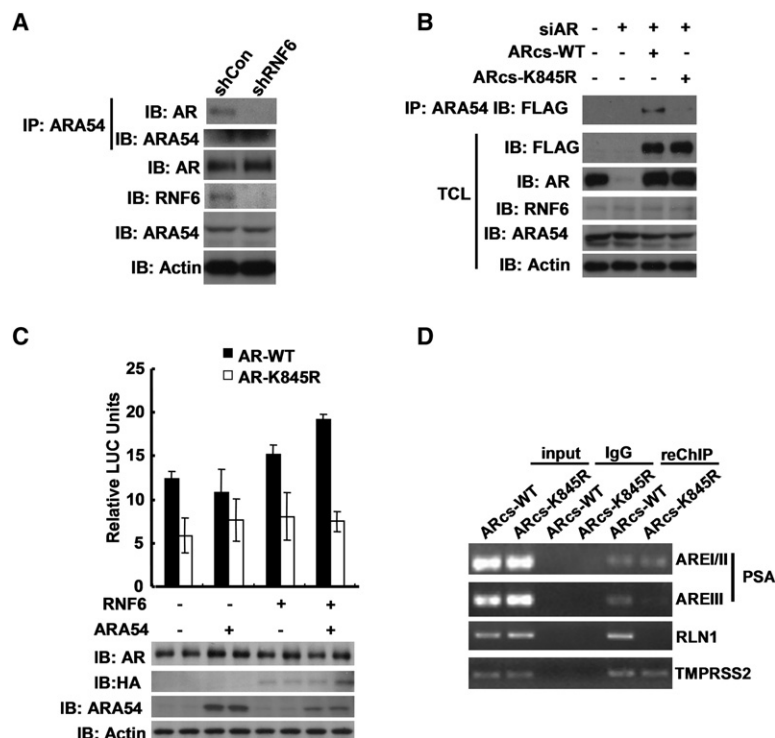 A
shCon
shRNF6
IP: ARA54
IB: AR
IB: ARA54
IB: AR
IB: RNF6
IB: ARA54
IB: Actin
B
siAR - + + +
ARcs-WT - - + -
ARcs-K845R - - - +
IP: ARA54 IB: FLAG
TCL
IB: FLAG
IB: AR
IB: RNF6
IB: ARA54
IB: Actin
C
AR-WT
AR-K845R
Relative LUC Units
25
20
15
10
5
0
RNF6 - - + +
ARA54 - + - +
IB: AR
IB:HA
IB: ARA54
IB: Actin
D
input IgG reChIP
ARcs-WT
ARcs-K845R
ARcs-WT
ARcs-K845R
ARcs-WT
ARcs-K845R
AREI/II
AREIII
PSA
RLN1
TMPRSS2